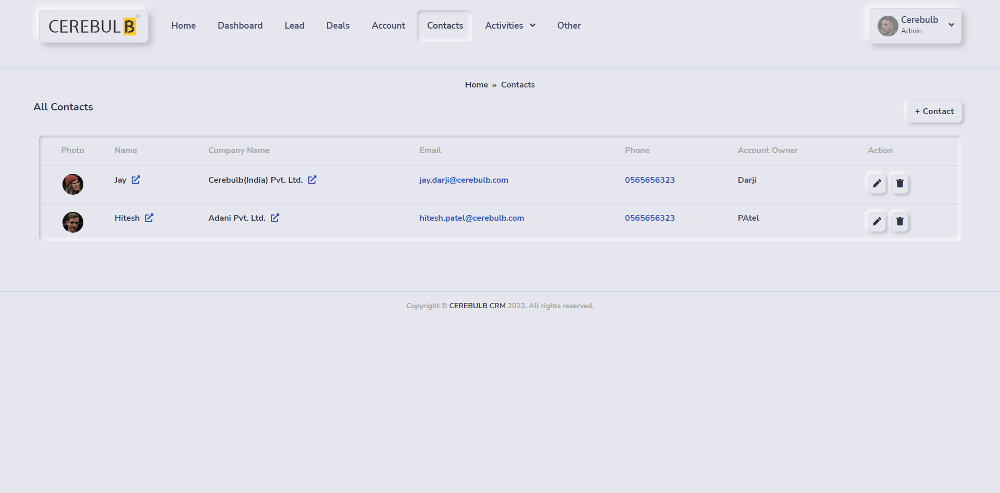 CEREBULB®
Home Dashboard Lead Deals Account Contacts Activities Other
Cerebulb
Admin
Home » Contacts
All Contacts
+ Contact
Photo Name Company Name Email Phone Account Owner Action
Jay Cerebulb(India) Pvt. Ltd. jay.darji@cerebulb.com 0565656323 Darji
Hitesh Adani Pvt. Ltd. hitesh.patel@cerebulb.com 0565656323 PAtel
Copyright © CEREBULB CRM 2023. All rights reserved.